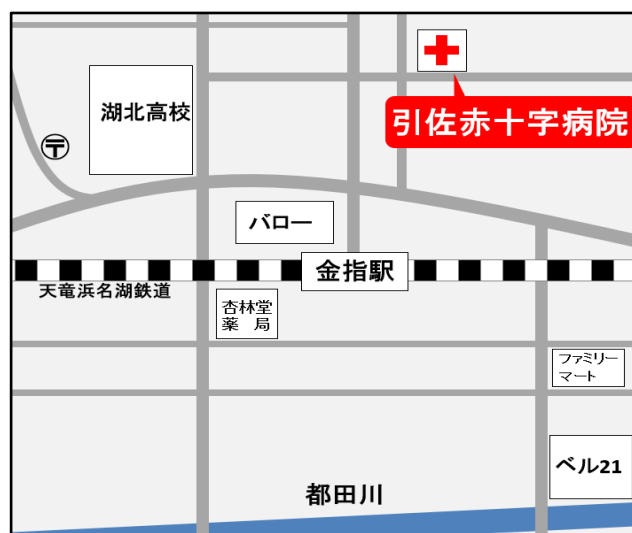 湖北高校
〒
引佐赤十字病院
バロー
金指駅
天竜浜名湖鉄道
杏林堂
薬　局
ファミリー
マート
ベル21
都田川